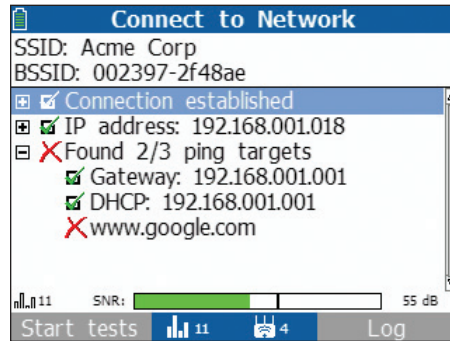 Connect to Network
SSID: Acme Corp
BSSID: 002397-2f48ae
Connection established
IP address: 192.168.001.018
Found 2/3 ping targets
Gateway: 192.168.001.001
DHCP: 192.168.001.001
www.google.com
11 SNR: 55 dB
Start tests 11 4 Log